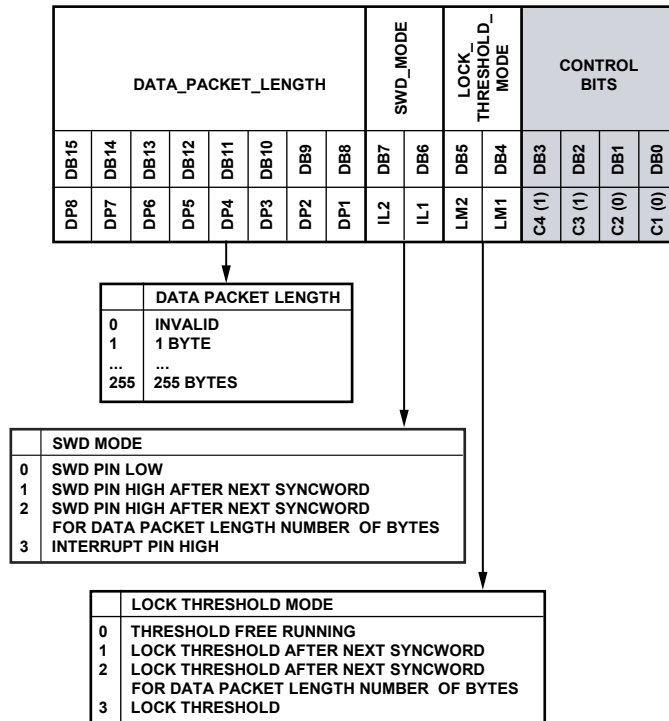 DATA_PACKET_LENGTH
SWD_MODE
LOCK_
THRESHOLD_
MODE
CONTROL
BITS
DB15 DB14 DB13 DB12 DB11 DB10 DB9 DB8 DB7 DB6 DB5 DB4 DB3 DB2 DB1 DB0
DP8 DP7 DP6 DP5 DP4 DP3 DP2 DP1 IL2 IL1 LM2 LM1 C4 (1) C3 (1) C2 (0) C1 (0)
DATA PACKET LENGTH
0 INVALID
1 1 BYTE
... ...
255 255 BYTES
SWD MODE
0 SWD PIN LOW
1 SWD PIN HIGH AFTER NEXT SYNCWORD
2 SWD PIN HIGH AFTER NEXT SYNCWORD
FOR DATA PACKET LENGTH NUMBER OF BYTES
3 INTERRUPT PIN HIGH
LOCK THRESHOLD MODE
0 THRESHOLD FREE RUNNING
1 LOCK THRESHOLD AFTER NEXT SYNCWORD
2 LOCK THRESHOLD AFTER NEXT SYNCWORD
FOR DATA PACKET LENGTH NUMBER OF BYTES
3 LOCK THRESHOLD